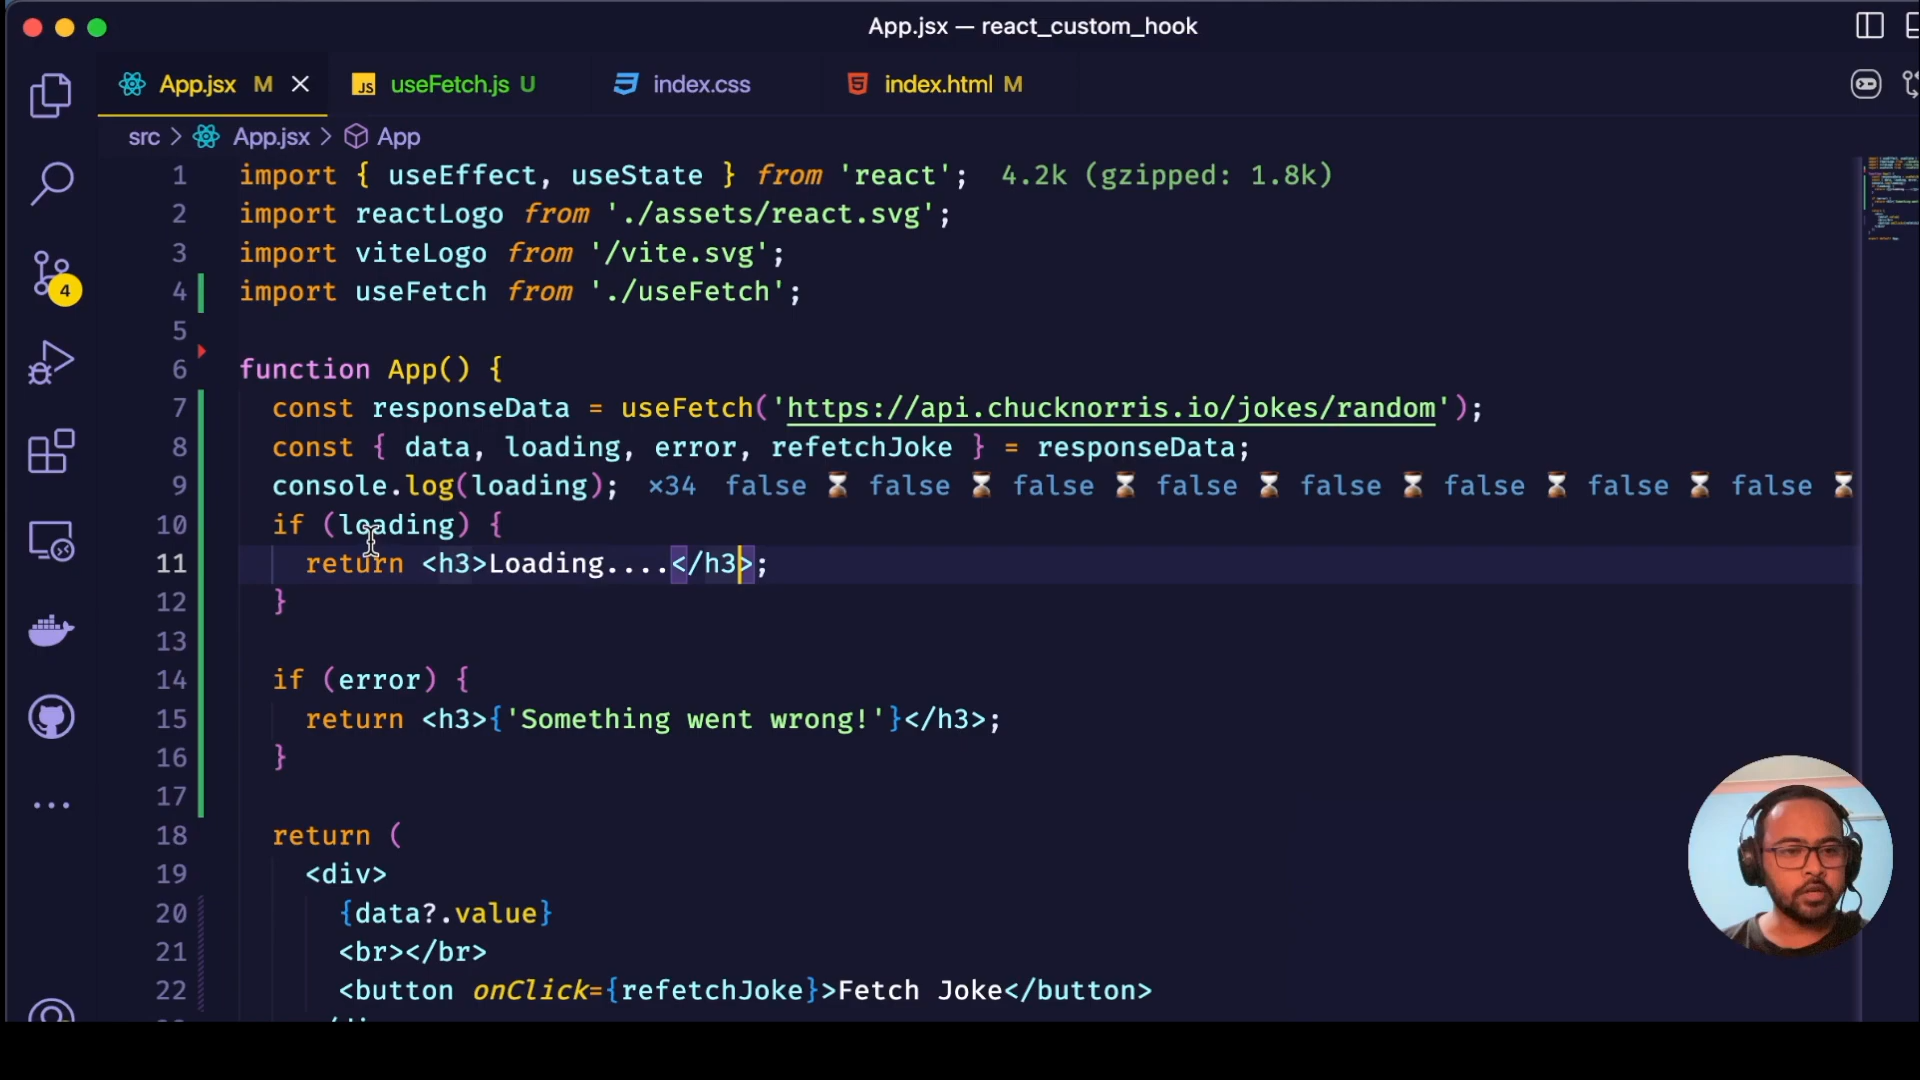 App.jsx — react_custom_hook
App.jsx M
useFetch.js U
index.css
index.html M
src > App.jsx > App
1 import { useEffect, useState } from 'react'; 4.2k (gzipped: 1.8k)
2 import reactLogo from './assets/react.svg';
3 import viteLogo from '/vite.svg';
4 import useFetch from './useFetch';
5
6 function App() {
7 const responseData = useFetch('https://api.chucknorris.io/jokes/random');
8 const { data, loading, error, refetchJoke } = responseData;
9 console.log(loading); ×34 false ⌛ false ⌛ false ⌛ false ⌛ false ⌛ false ⌛ false ⌛ false ⌛
10 if (loading) {
11 return <h3>Loading....</h3>;
12 }
13
14 if (error) {
15 return <h3>{'Something went wrong!'}</h3>;
16 }
17
18 return (
19 <div>
20 {data?.value}
21 <br></br>
22 <button onClick={refetchJoke}>Fetch Joke</button>
4